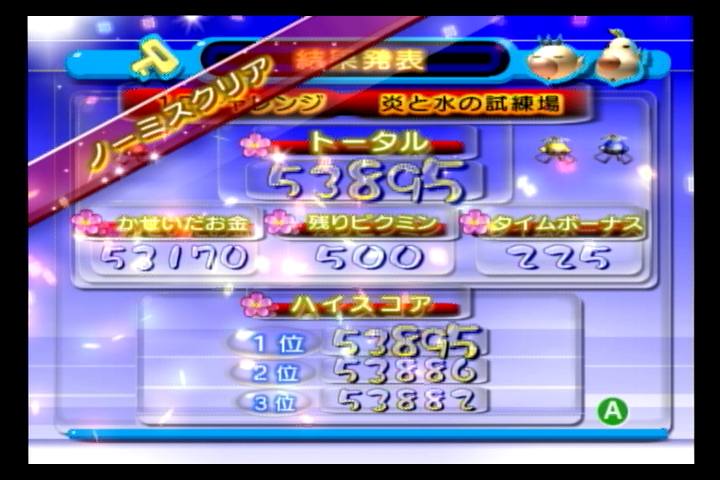 結果発表
ノーミスクリア
チャレンジ 炎と水の試練場
トータル
53895
かせいだお金 残りピクミン タイムボーナス
53170 500 225
ハイスコア
1位 53895
2位 53886
3位 53882
A